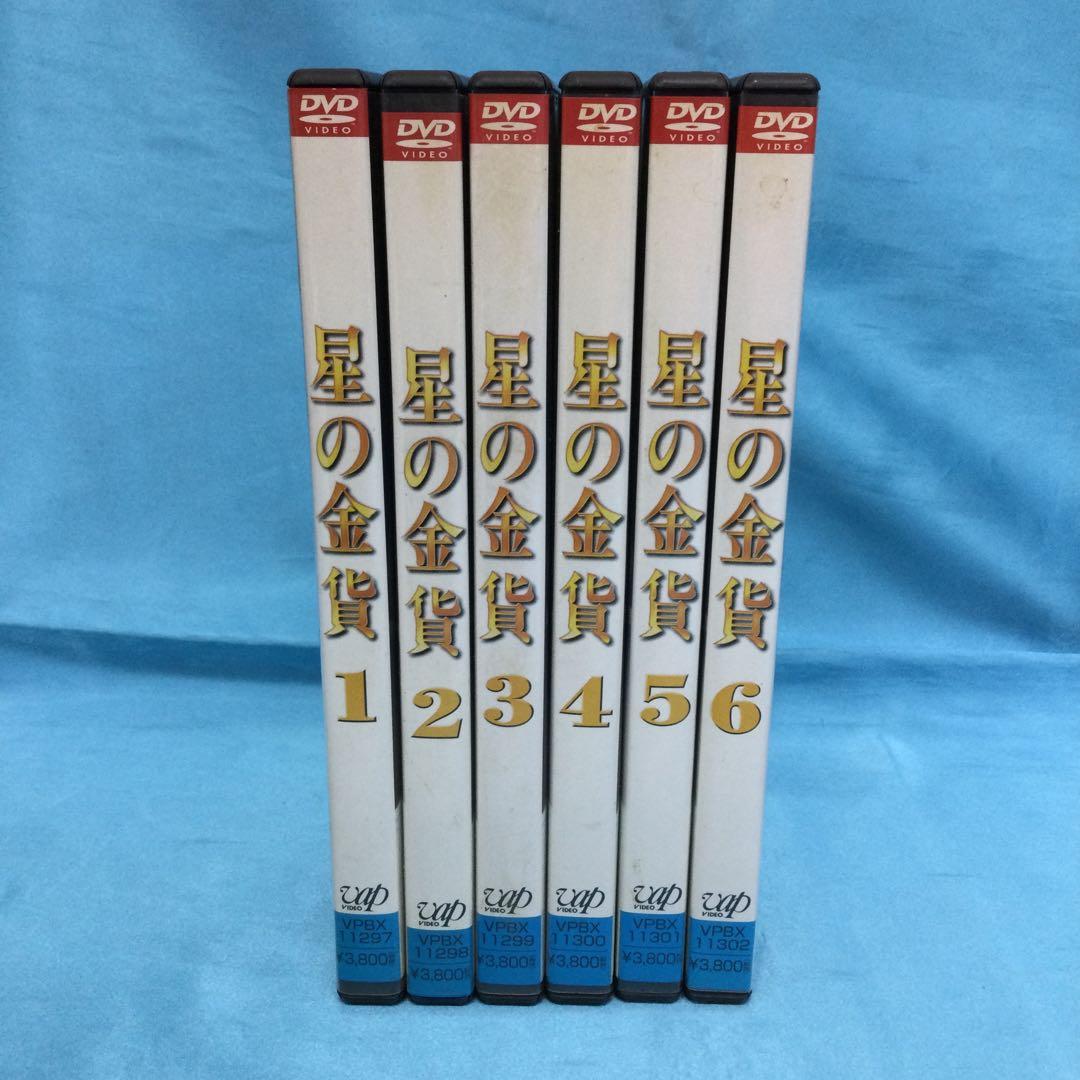 DVD
VIDEO
星の金貨
1
vap
VIDEO
VPBX
11297
¥3,800
DVD
VIDEO
星の金貨
2
vap
VIDEO
VPBX
11298
¥3,800
DVD
VIDEO
星の金貨
3
vap
VIDEO
VPBX
11299
¥3,800
DVD
VIDEO
星の金貨
4
vap
VIDEO
VPBX
11300
¥3,800
DVD
VIDEO
星の金貨
5
vap
VIDEO
VPBX
11301
¥3,800
DVD
VIDEO
星の金貨
6
vap
VIDEO
VPBX
11302
¥3,800